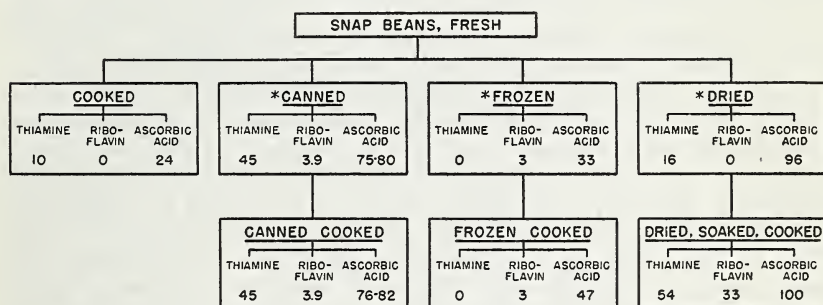 SNAP BEANS, FRESH
COOKED
THIAMINE RIBO-FLAVIN ASCORBIC ACID
10 0 24
*CANNED
THIAMINE RIBO-FLAVIN ASCORBIC ACID
45 3.9 75-80
*FROZEN
THIAMINE RIBO-FLAVIN ASCORBIC ACID
0 3 33
*DRIED
THIAMINE RIBO-FLAVIN ASCORBIC ACID
16 0 96
CANNED COOKED
THIAMINE RIBO-FLAVIN ASCORBIC ACID
45 3.9 76-82
FROZEN COOKED
THIAMINE RIBO-FLAVIN ASCORBIC ACID
0 3 47
DRIED, SOAKED, COOKED
THIAMINE RIBO-FLAVIN ASCORBIC ACID
54 33 100